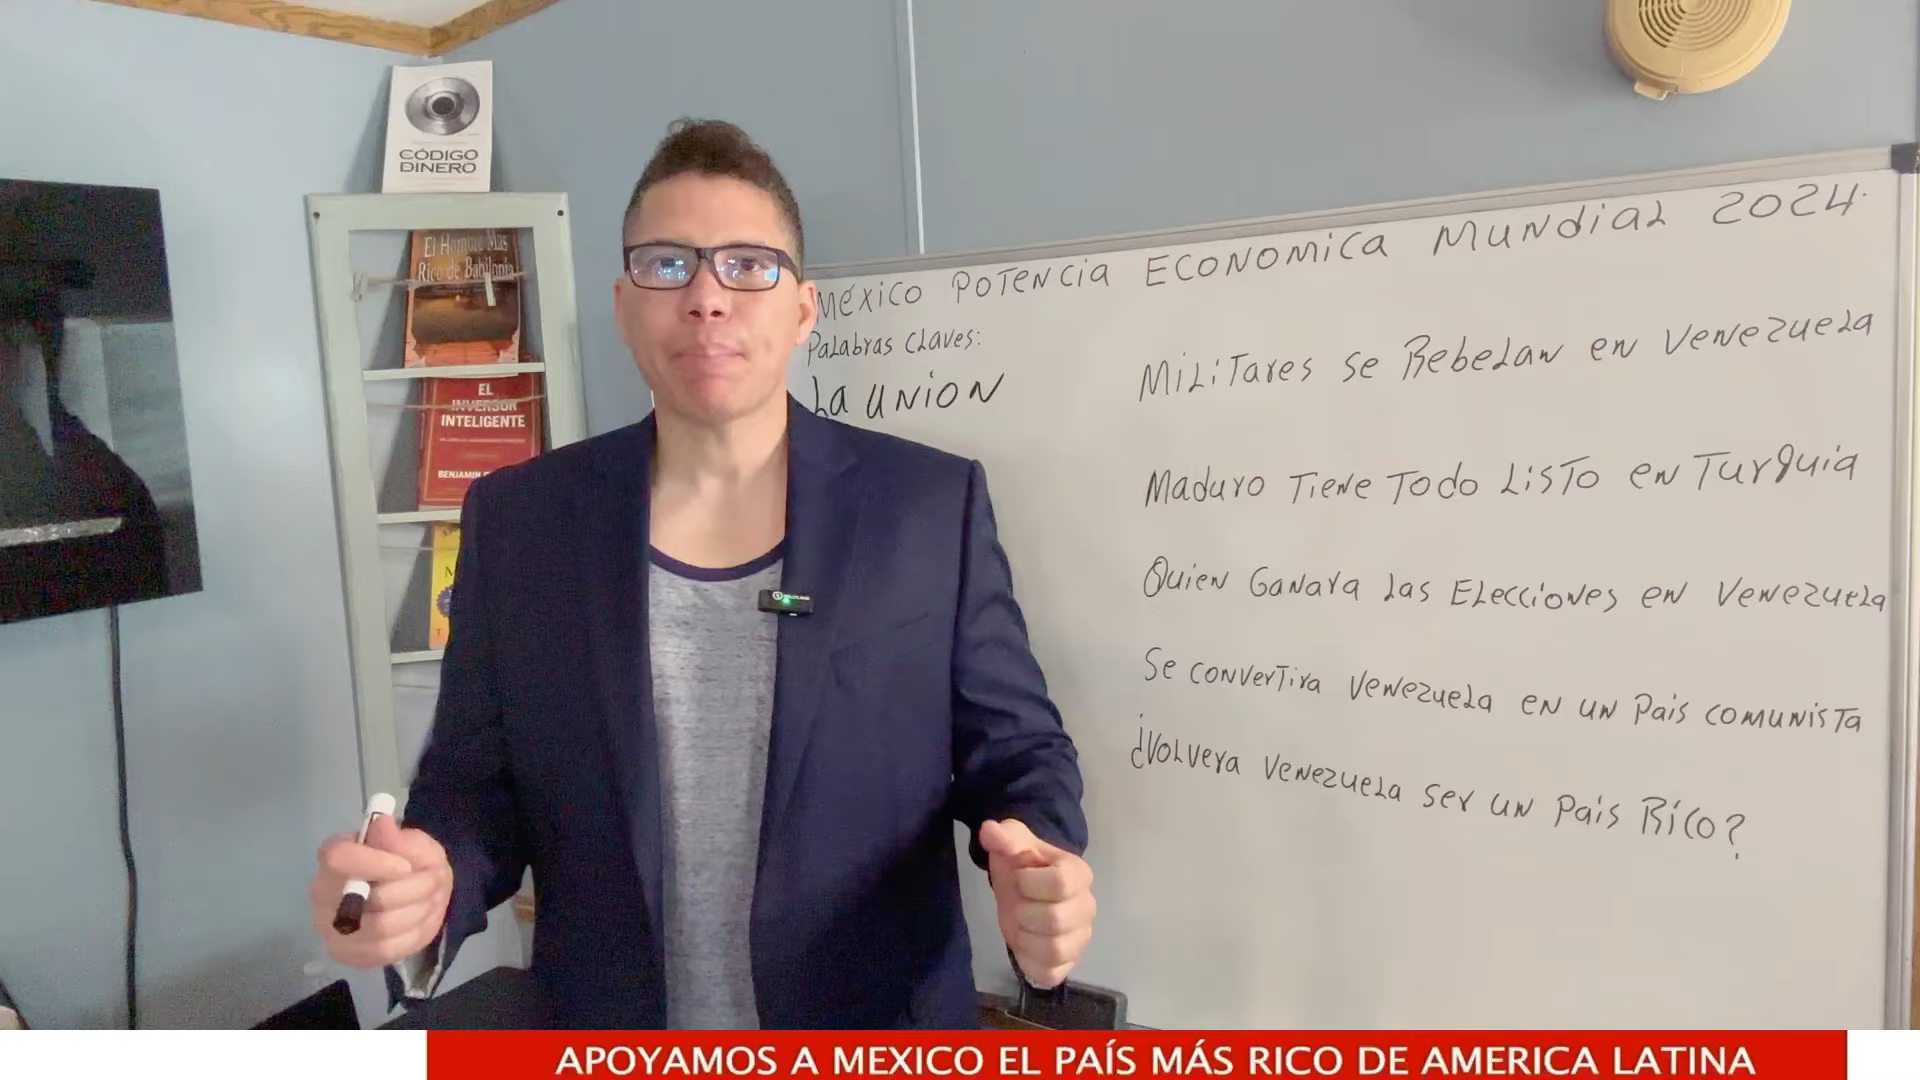 CÓDIGO
DINERO
El Hombre Más
Rico de Babilonia
EL
INVERSOR
INTELIGENTE
BENJAMIN
MÉXICO POTENCIA ECONOMICA MUNDIAL 2024.
Palabras Claves:
La UNION
MILITares se Rebelan en Venezuela
Maduro Tiene Todo Listo en Turquia
Quien Ganara las Elecciones en Venezuela
Se convertira Venezuela en un Pais comunista
¿Volvera Venezuela ser un Pais Rico?
APOYAMOS A MEXICO EL PAÍS MÁS RICO DE AMERICA LATINA